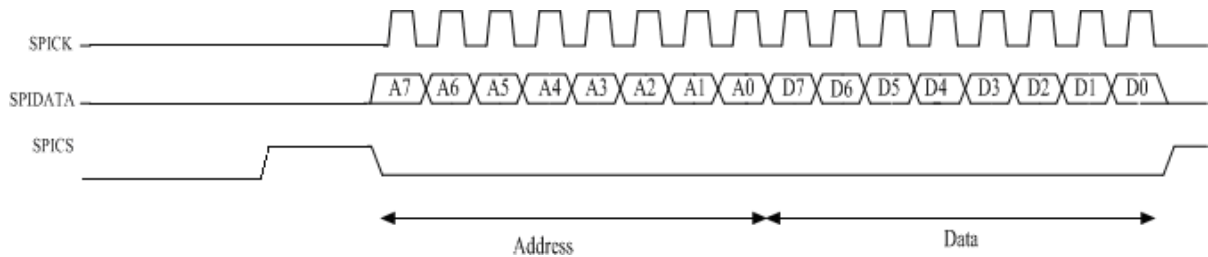 SPICK
SPIDATA A7 A6 A5 A4 A3 A2 A1 A0 D7 D6 D5 D4 D3 D2 D1 D0
SPICS
Address Data